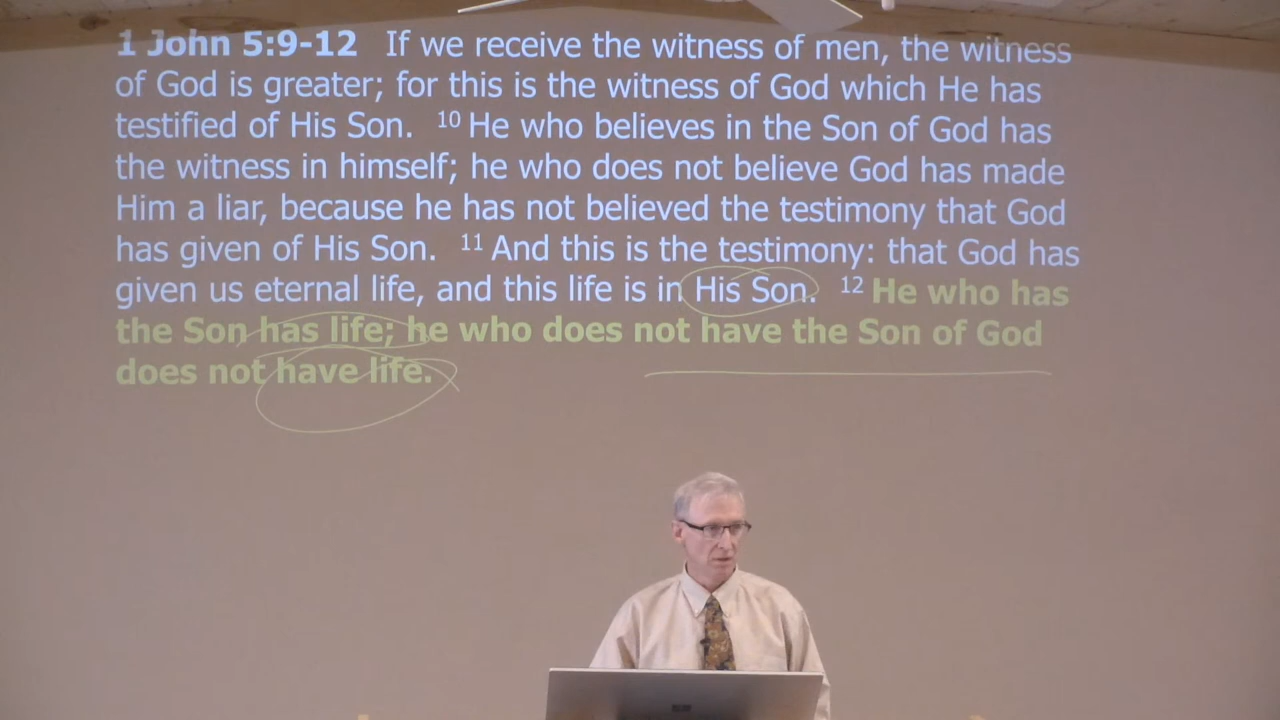 1 John 5:9-12 If we receive the witness of men, the witness
of God is greater; for this is the witness of God which He has
testified of His Son. 10 He who believes in the Son of God has
the witness in himself; he who does not believe God has made
Him a liar, because he has not believed the testimony that God
has given of His Son. 11 And this is the testimony: that God has
given us eternal life, and this life is in His Son. 12 He who has
the Son has life; he who does not have the Son of God
does not have life.